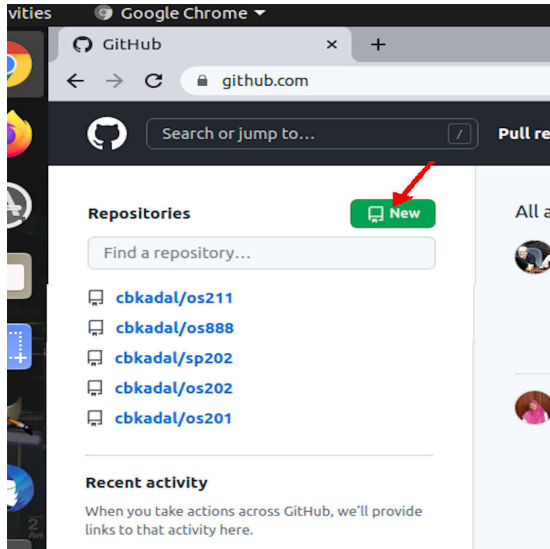 vities Google Chrome
GitHub × +
github.com
Search or jump to... / Pull re
Repositories New All a
Find a repository...
cbkadal/os211
cbkadal/os888
cbkadal/sp202
cbkadal/os202
cbkadal/os201
Recent activity
When you take actions across GitHub, we'll provide
links to that activity here.
2